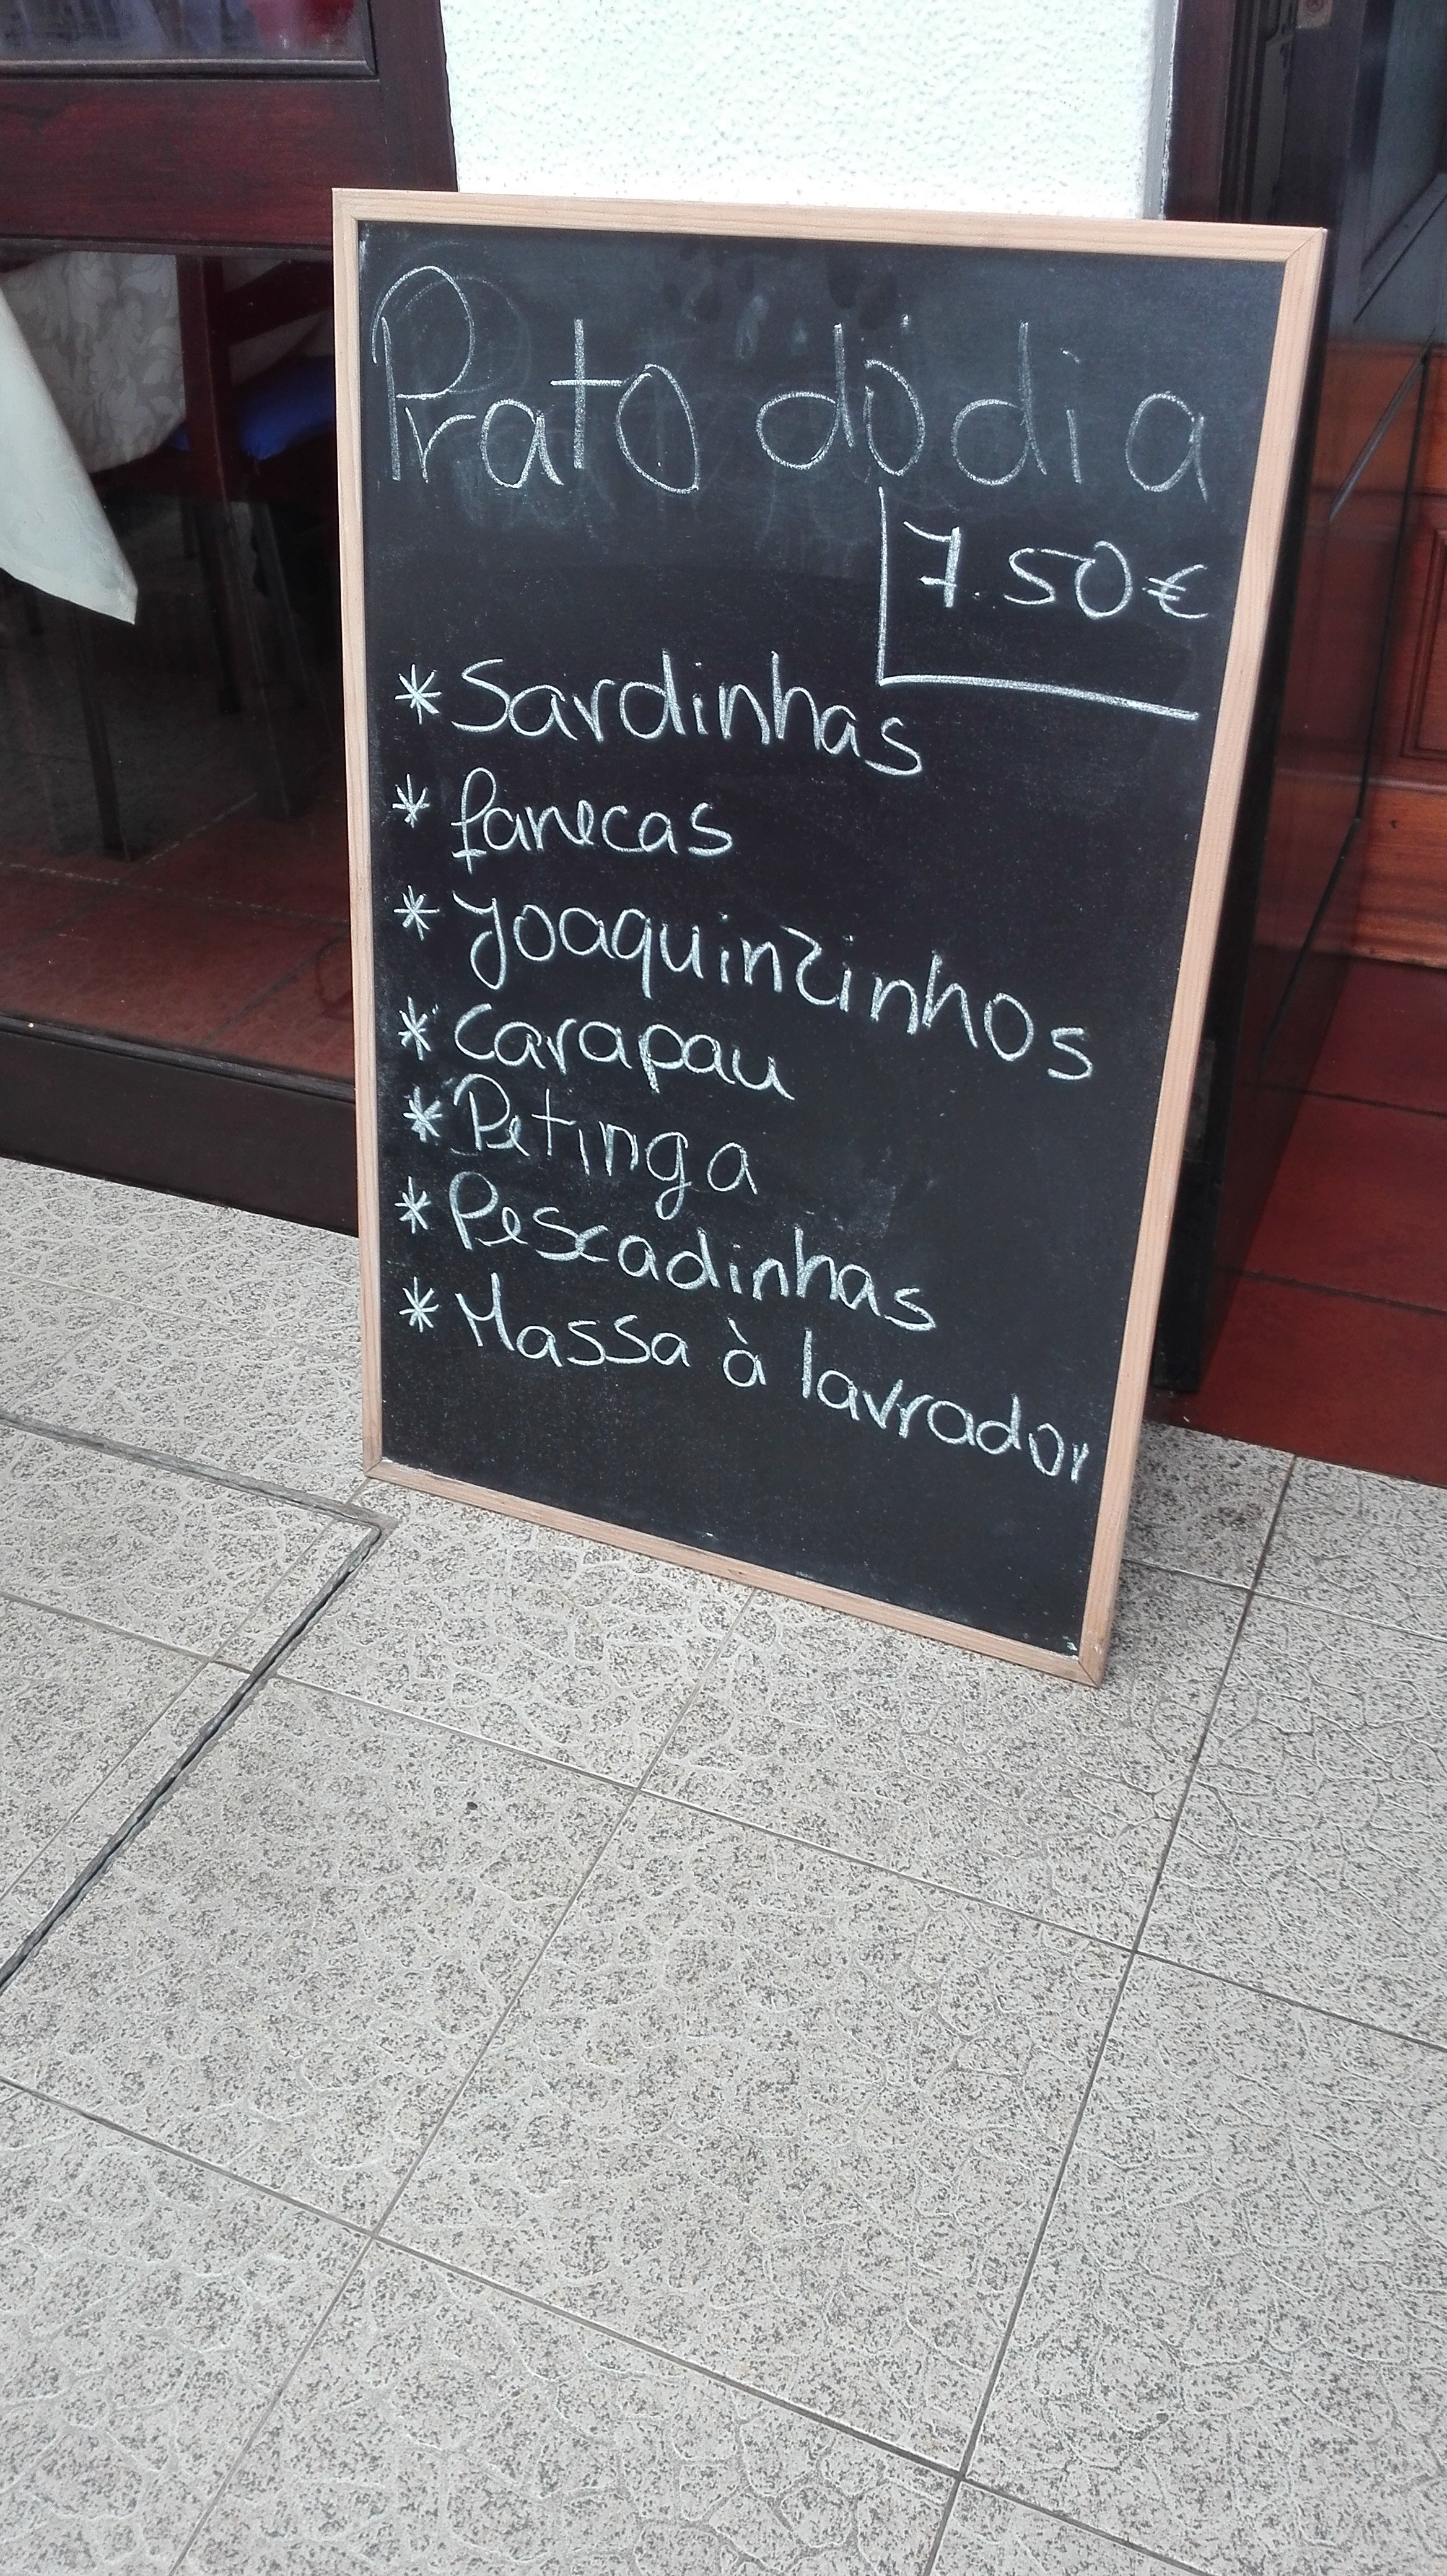 Prato do dia
7.50€
* Sardinhas
* fanecas
* Joaquinzinhos
* Carapau
* Petinga
* Pescadinhas
* Massa à lavrador